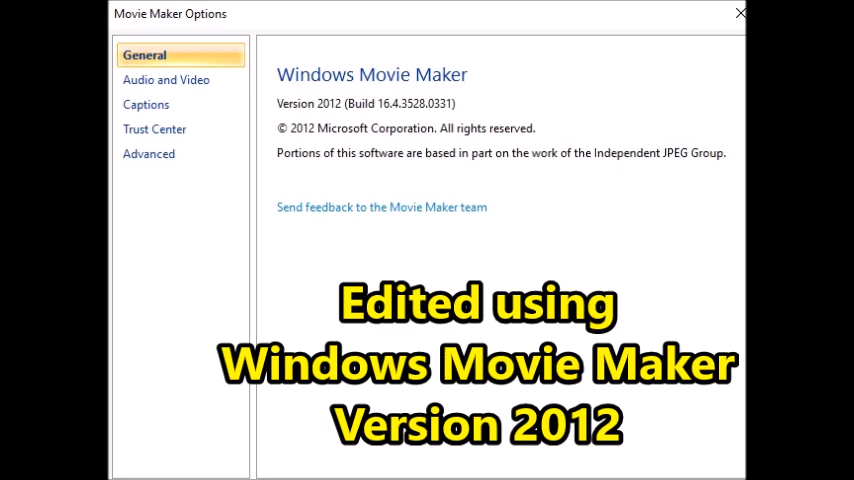 Movie Maker Options
General
Audio and Video
Captions
Trust Center
Advanced
Windows Movie Maker
Version 2012 (Build 16.4.3528.0331)
© 2012 Microsoft Corporation. All rights reserved.
Portions of this software are based in part on the work of the Independent JPEG Group.
Send feedback to the Movie Maker team
Edited using
Windows Movie Maker
Version 2012